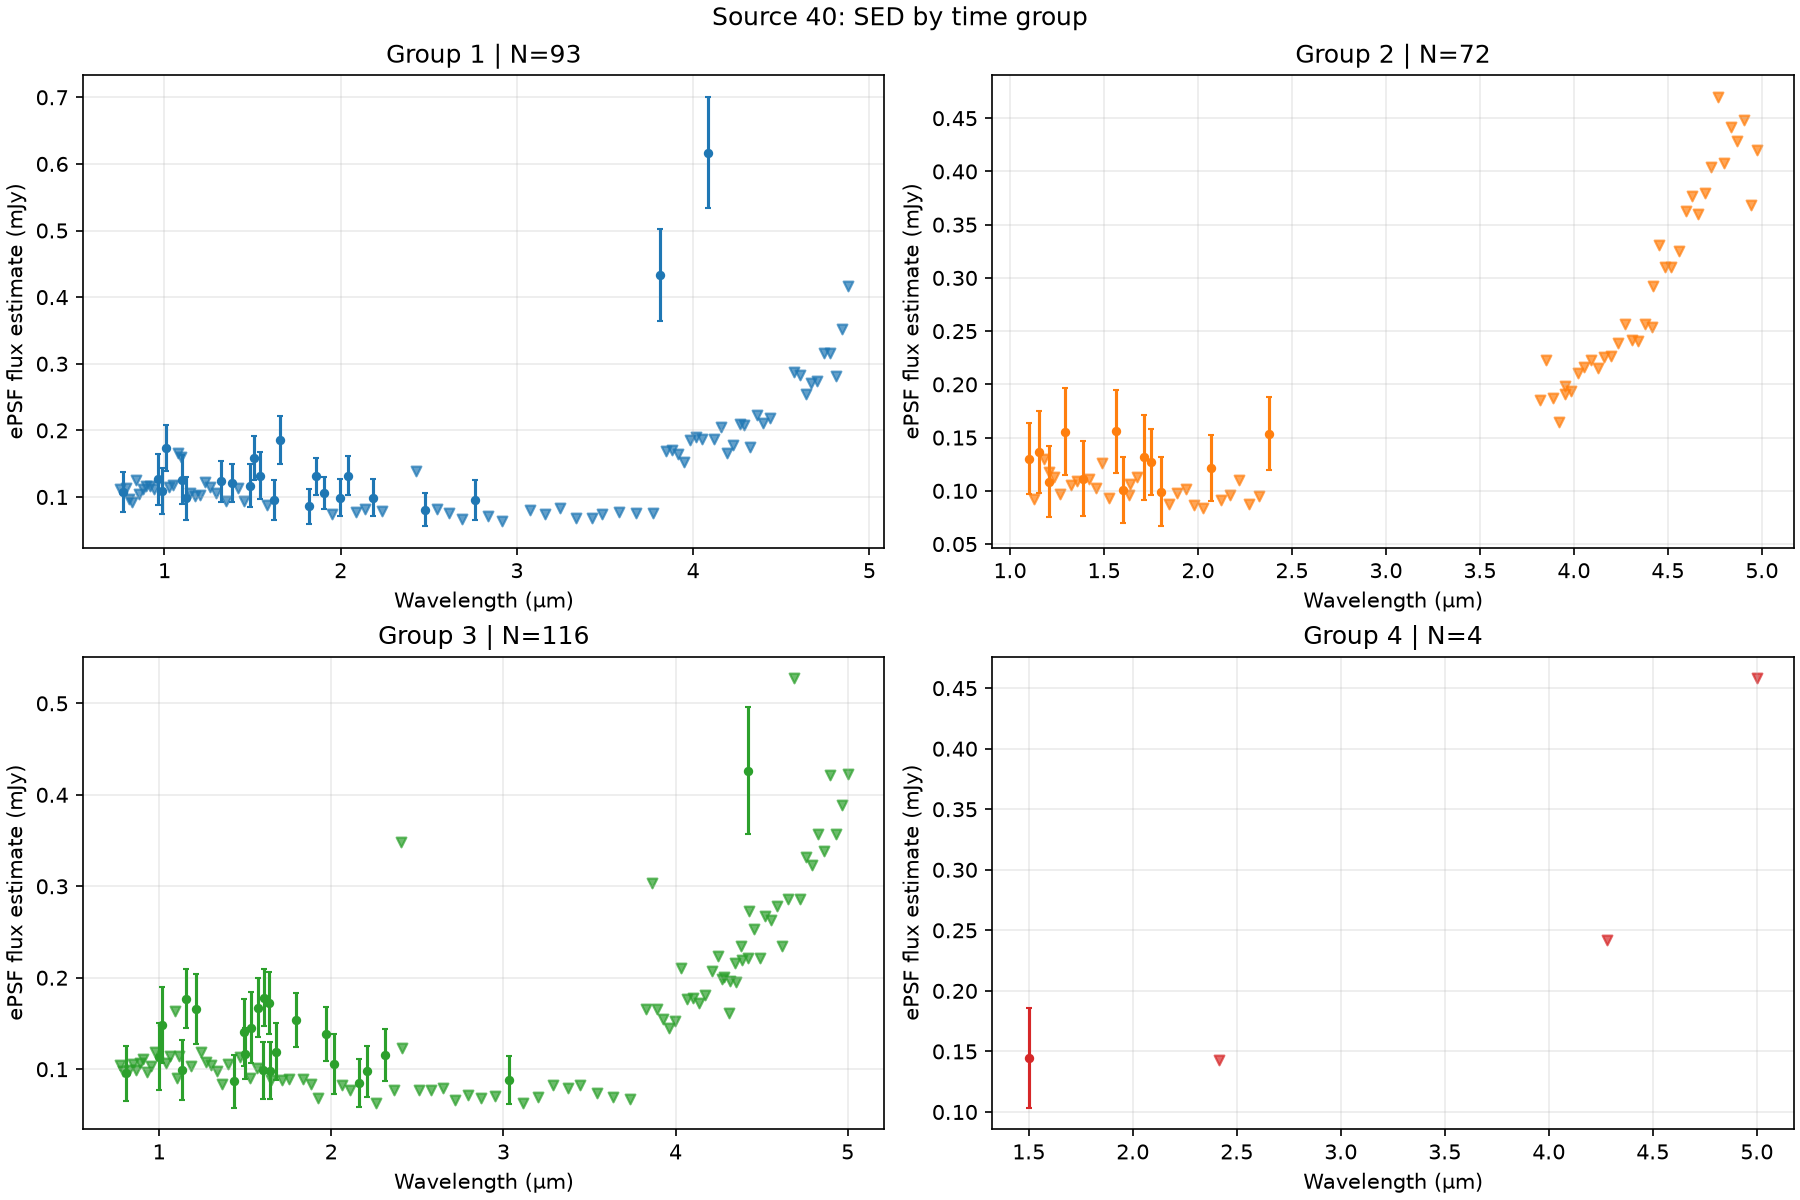 Source 40: SED by time group
Group 1 | N=93
ePSF flux estimate (mJy)
0.7
0.6
0.5
0.4
0.3
0.2
0.1
1 2 3 4 5
Wavelength (μm)
Group 2 | N=72
ePSF flux estimate (mJy)
0.45
0.40
0.35
0.30
0.25
0.20
0.15
0.10
0.05
1.0 1.5 2.0 2.5 3.0 3.5 4.0 4.5 5.0
Wavelength (μm)
Group 3 | N=116
ePSF flux estimate (mJy)
0.5
0.4
0.3
0.2
0.1
1 2 3 4 5
Wavelength (μm)
Group 4 | N=4
ePSF flux estimate (mJy)
0.45
0.40
0.35
0.30
0.25
0.20
0.15
0.10
1.5 2.0 2.5 3.0 3.5 4.0 4.5 5.0
Wavelength (μm)